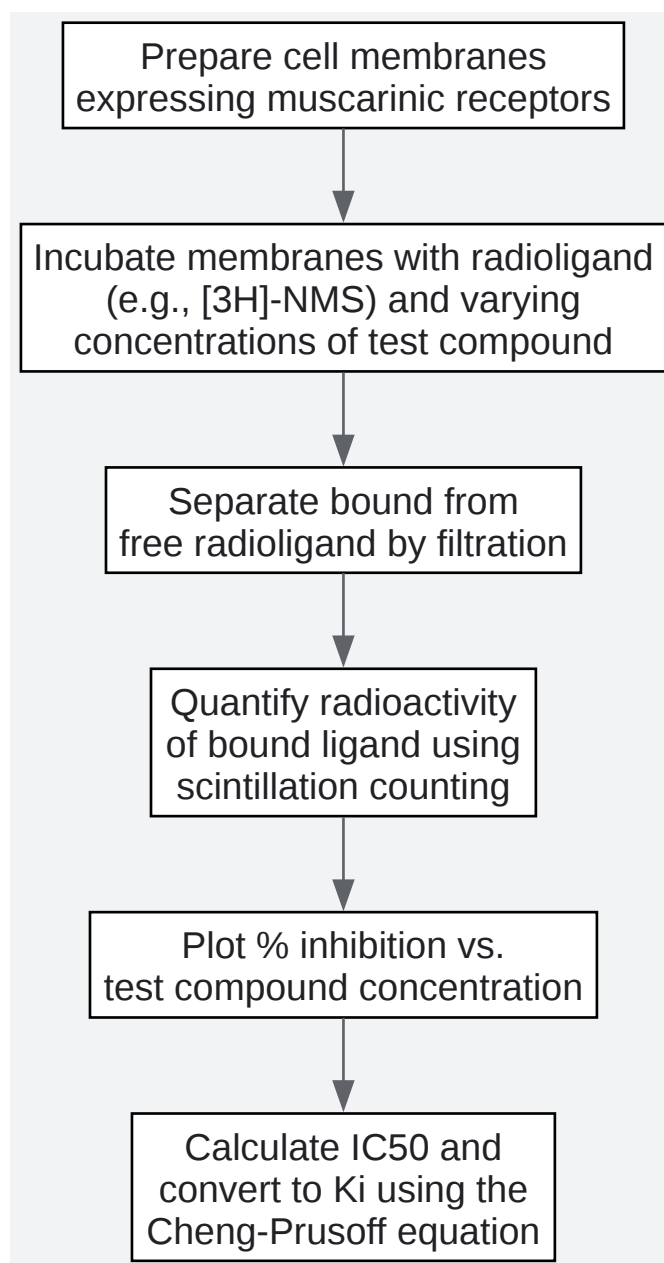 Prepare cell membranes
expressing muscarinic receptors
Incubate membranes with radioligand
(e.g., [3H]-NMS) and varying
concentrations of test compound
Separate bound from
free radioligand by filtration
Quantify radioactivity
of bound ligand using
scintillation counting
Plot % inhibition vs.
test compound concentration
Calculate IC50 and
convert to Ki using the
Cheng-Prusoff equation